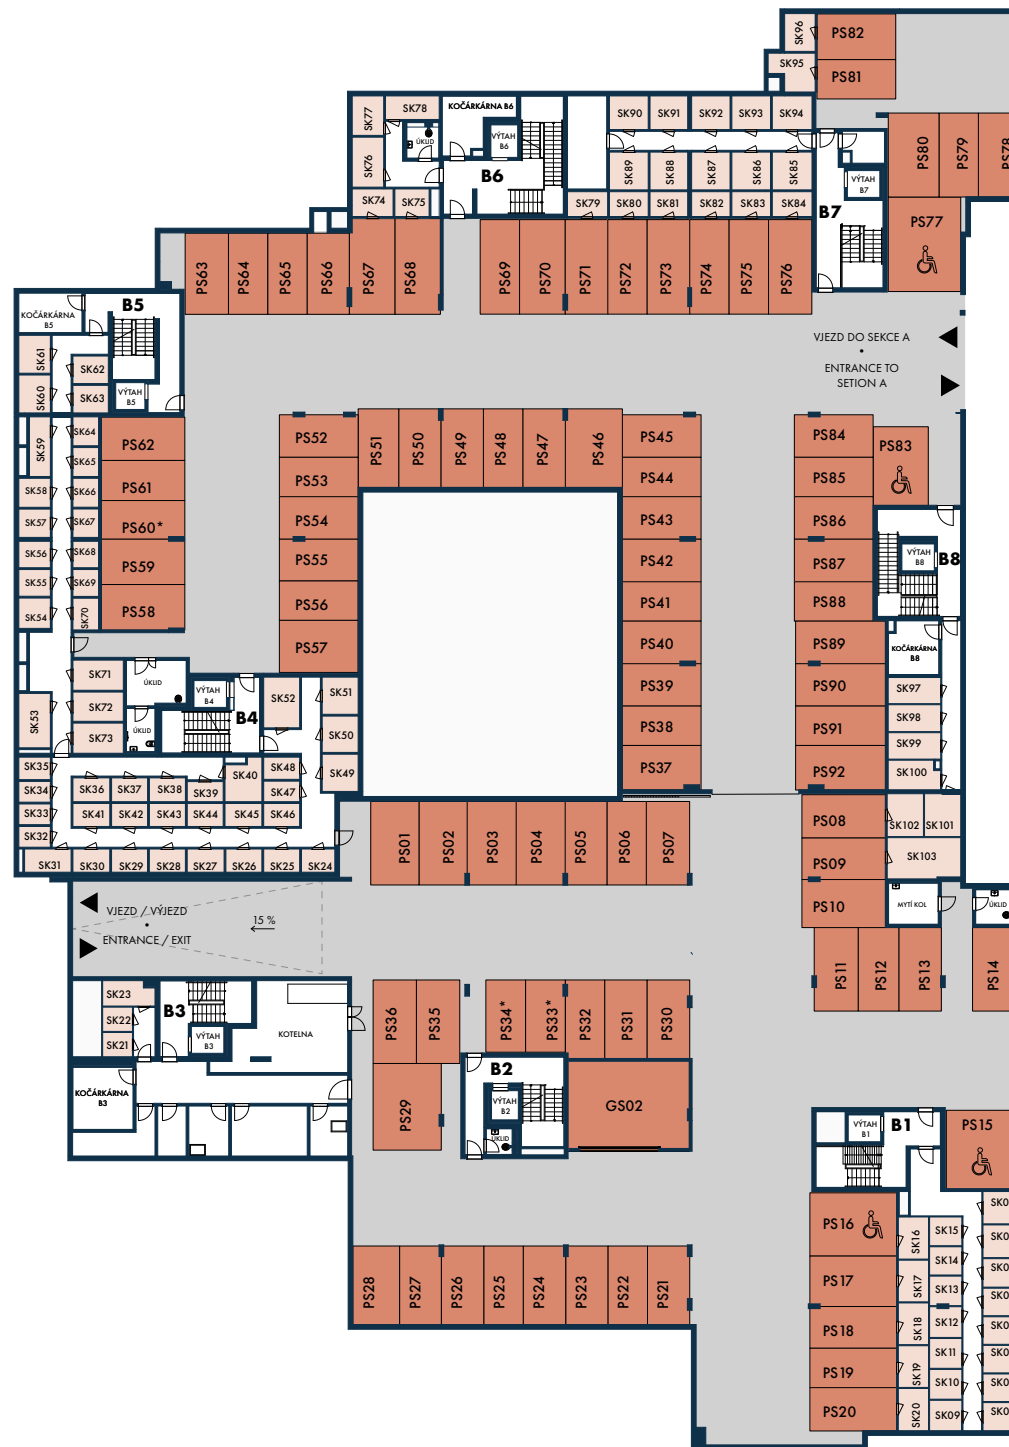 SK96
PS82
SK95
PS81
SK77
SK78
KOČÁRKÁRNA B6
SK90
SK91
SK92
SK93
SK94
ÚKLID
VÝTAH
B6
PS80
PS79
PS78
SK76
B6
SK89
SK88
SK87
SK86
SK85
VÝTAH
B7
SK74
SK75
SK79
SK80
SK81
SK82
SK83
SK84
B7
PS77
PS63
PS64
PS65
PS66
PS67
PS68
PS69
PS70
PS71
PS72
PS73
PS74
PS75
PS76
B5
KOČÁRKÁRNA
B5
VJEZD DO SEKCE A
•
ENTRANCE TO
SETION A
SK61
SK62
SK60
SK63
VÝTAH
B5
SK59
SK64
PS62
SK65
PS61
SK58
SK66
SK57
SK67
PS60*
SK56
SK68
PS59
SK55
SK69
SK54
SK70
PS58
PS52
PS51
PS50
PS49
PS48
PS47
PS46
PS45
PS84
PS83
PS53
PS44
PS85
PS54
PS43
PS86
PS55
PS42
PS87
VÝTAH
B8
B8
PS56
PS41
PS88
PS57
PS40
PS89
KOČÁRKÁRNA
B8
SK71
ÚKLID
VÝTAH
B4
SK52
SK51
PS39
PS90
SK97
SK72
B4
SK53
SK73
ÚKLID
SK50
PS38
PS91
SK98
SK99
SK35
SK40
SK48
SK49
PS37
PS92
SK100
SK34
SK36
SK37
SK38
SK39
SK47
SK33
SK41
SK42
SK43
SK44
SK45
SK46
SK32
SK31
SK30
SK29
SK28
SK27
SK26
SK25
SK24
PS01
PS02
PS03
PS04
PS05
PS06
PS07
PS08
SK102
SK101
PS09
SK103
PS10
MYTÍ KOL
ÚKLID
VJEZD / VÝJEZD
•
ENTRANCE / EXIT
15 %
PS11
PS12
PS13
PS14
SK23
B3
SK22
SK21
VÝTAH
B3
KOTELNA
PS36
PS35
PS34*
PS33*
PS32
PS31
PS30
KOČÁRKÁRNA
B3
PS29
B2
VÝTAH
B2
ÚKLID
GS02
VÝTAH
B1
B1
PS15
PS16
SK16
SK15
SK14
PS17
SK17
SK13
PS18
SK18
SK12
PS19
SK19
SK11
SK10
PS20
SK20
SK09
SK0
SK0
SK0
SK0
SK0
SK0
SK0
SK0
PS28
PS27
PS26
PS25
PS24
PS23
PS22
PS21